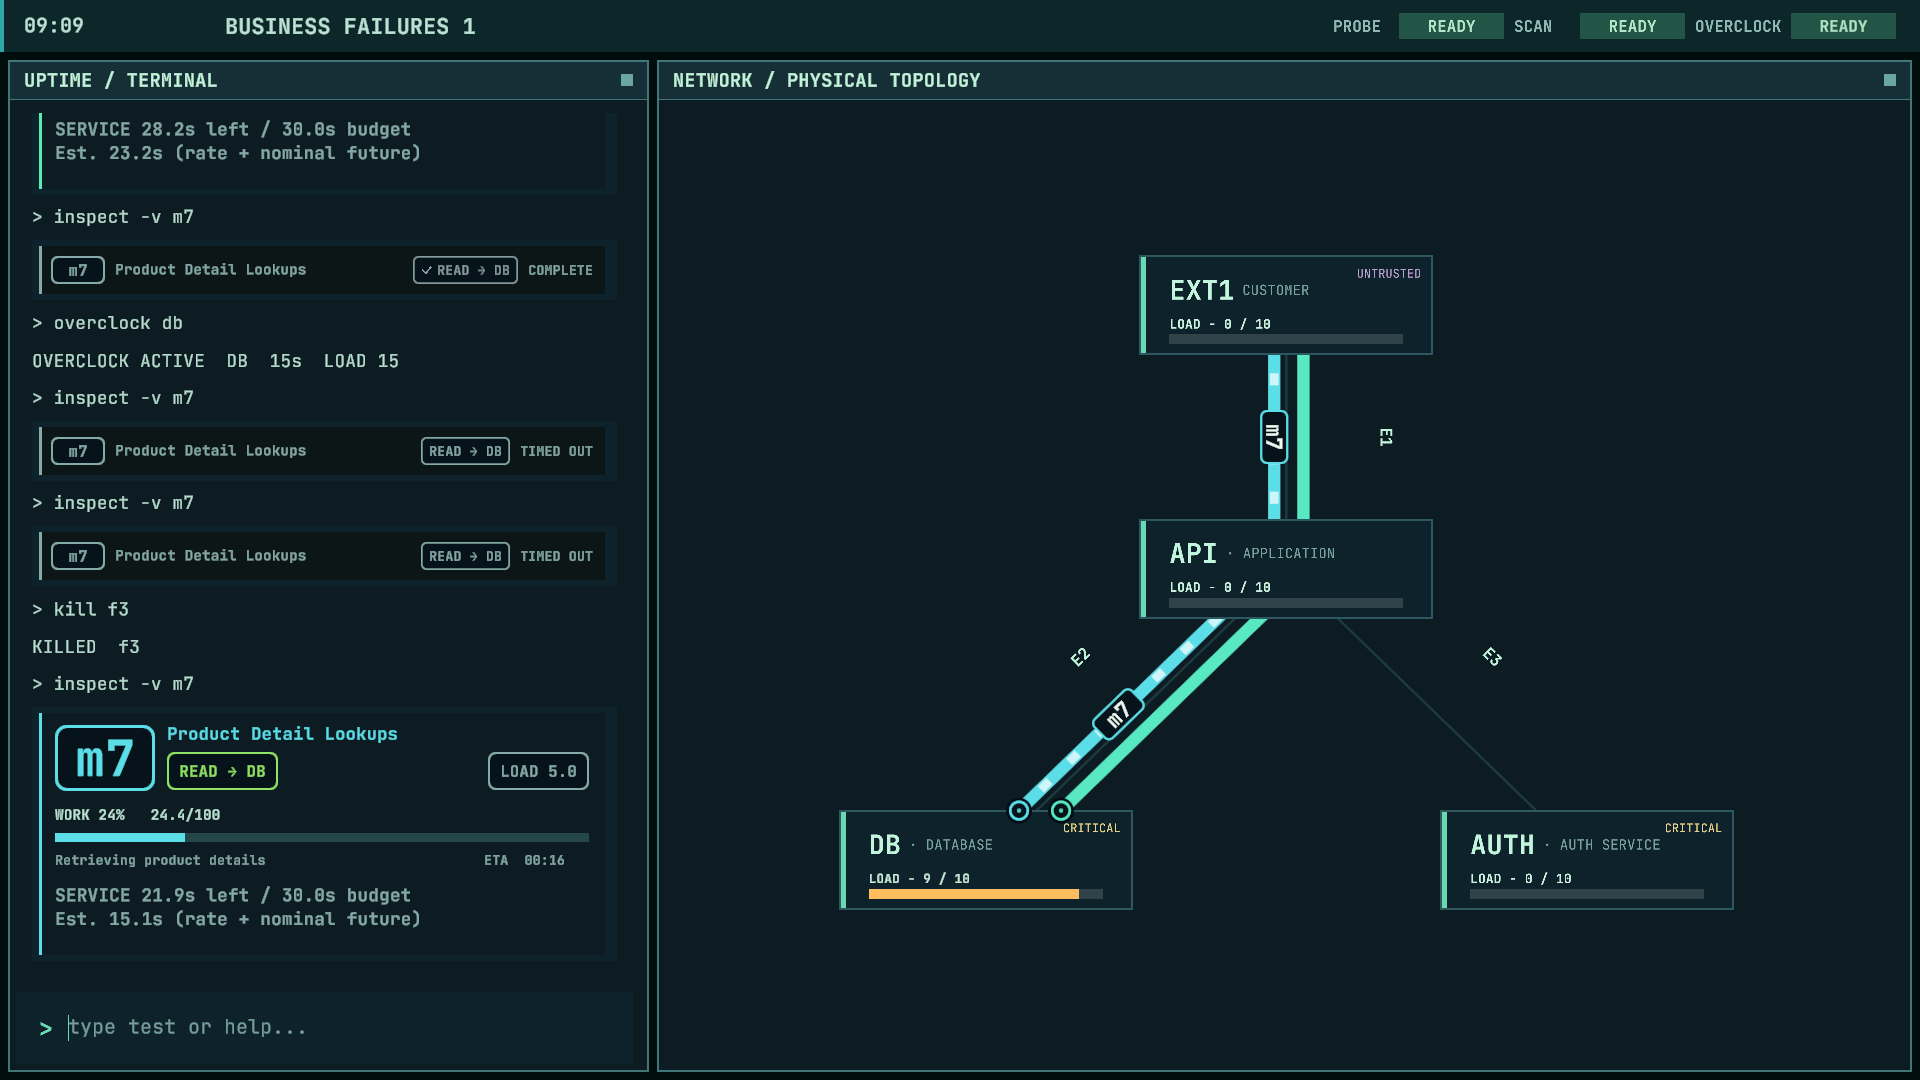 09:09
BUSINESS FAILURES 1
PROBE READY SCAN READY OVERCLOCK READY
UPTIME / TERMINAL
SERVICE 28.2s left / 30.0s budget
Est. 23.2s (rate + nominal future)
> inspect -v m7
m7 Product Detail Lookups ✓ READ → DB COMPLETE
> overclock db
OVERCLOCK ACTIVE DB 15s LOAD 15
> inspect -v m7
m7 Product Detail Lookups READ → DB TIMED OUT
> inspect -v m7
m7 Product Detail Lookups READ → DB TIMED OUT
> kill f3
KILLED f3
> inspect -v m7
m7 Product Detail Lookups
READ → DB LOAD 5.0
WORK 24% 24.4/100
Retrieving product details ETA 00:16
SERVICE 21.9s left / 30.0s budget
Est. 15.1s (rate + nominal future)
> type test or help...
NETWORK / PHYSICAL TOPOLOGY
UNTRUSTED
EXT1 CUSTOMER
LOAD - 0 / 10
m7
E1
API · APPLICATION
LOAD - 0 / 10
E2
E3
m7
CRITICAL
DB · DATABASE
LOAD - 9 / 10
CRITICAL
AUTH · AUTH SERVICE
LOAD - 0 / 10